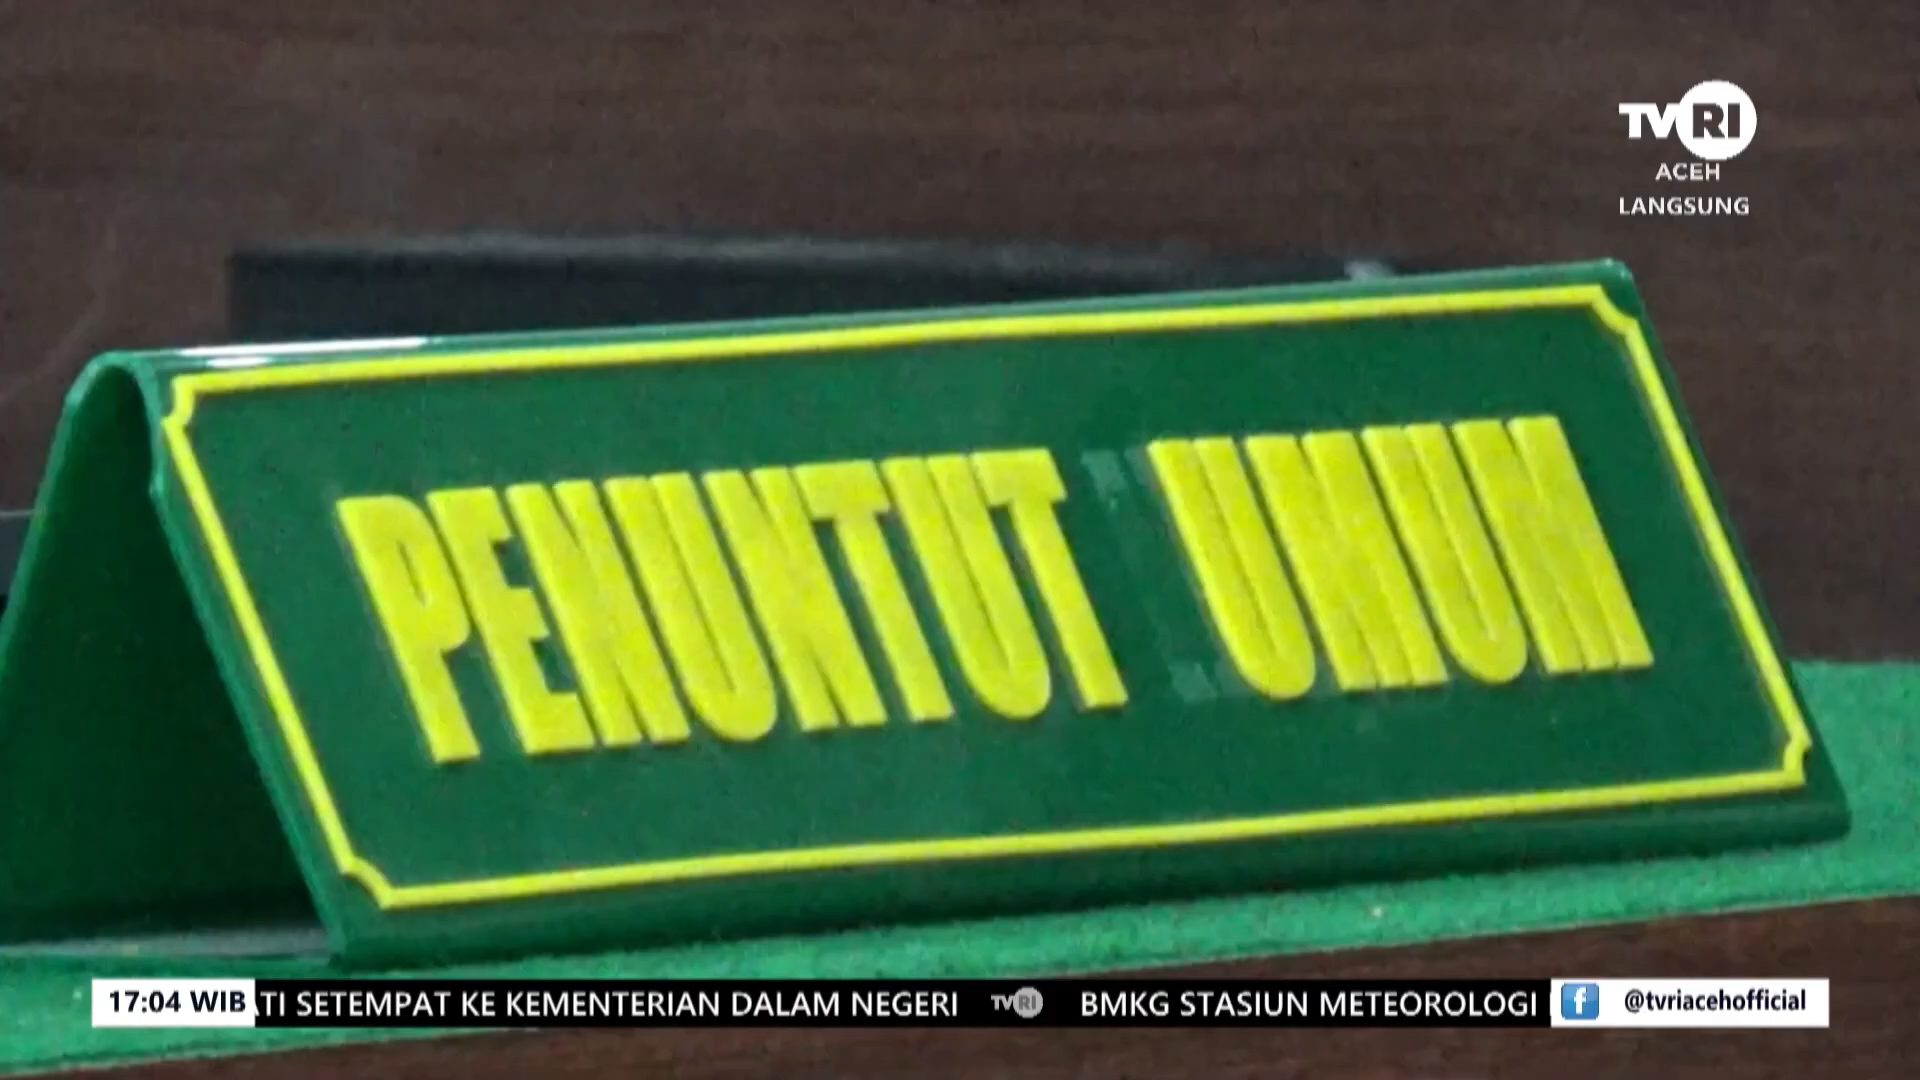 TVRI
ACEH
LANGSUNG
PENUNTUT UMUM
17:04 WIB
TI SETEMPAT KE KEMENTERIAN DALAM NEGERI TVRI BMKG STASIUN METEOROLOGI
@tvriacehofficial